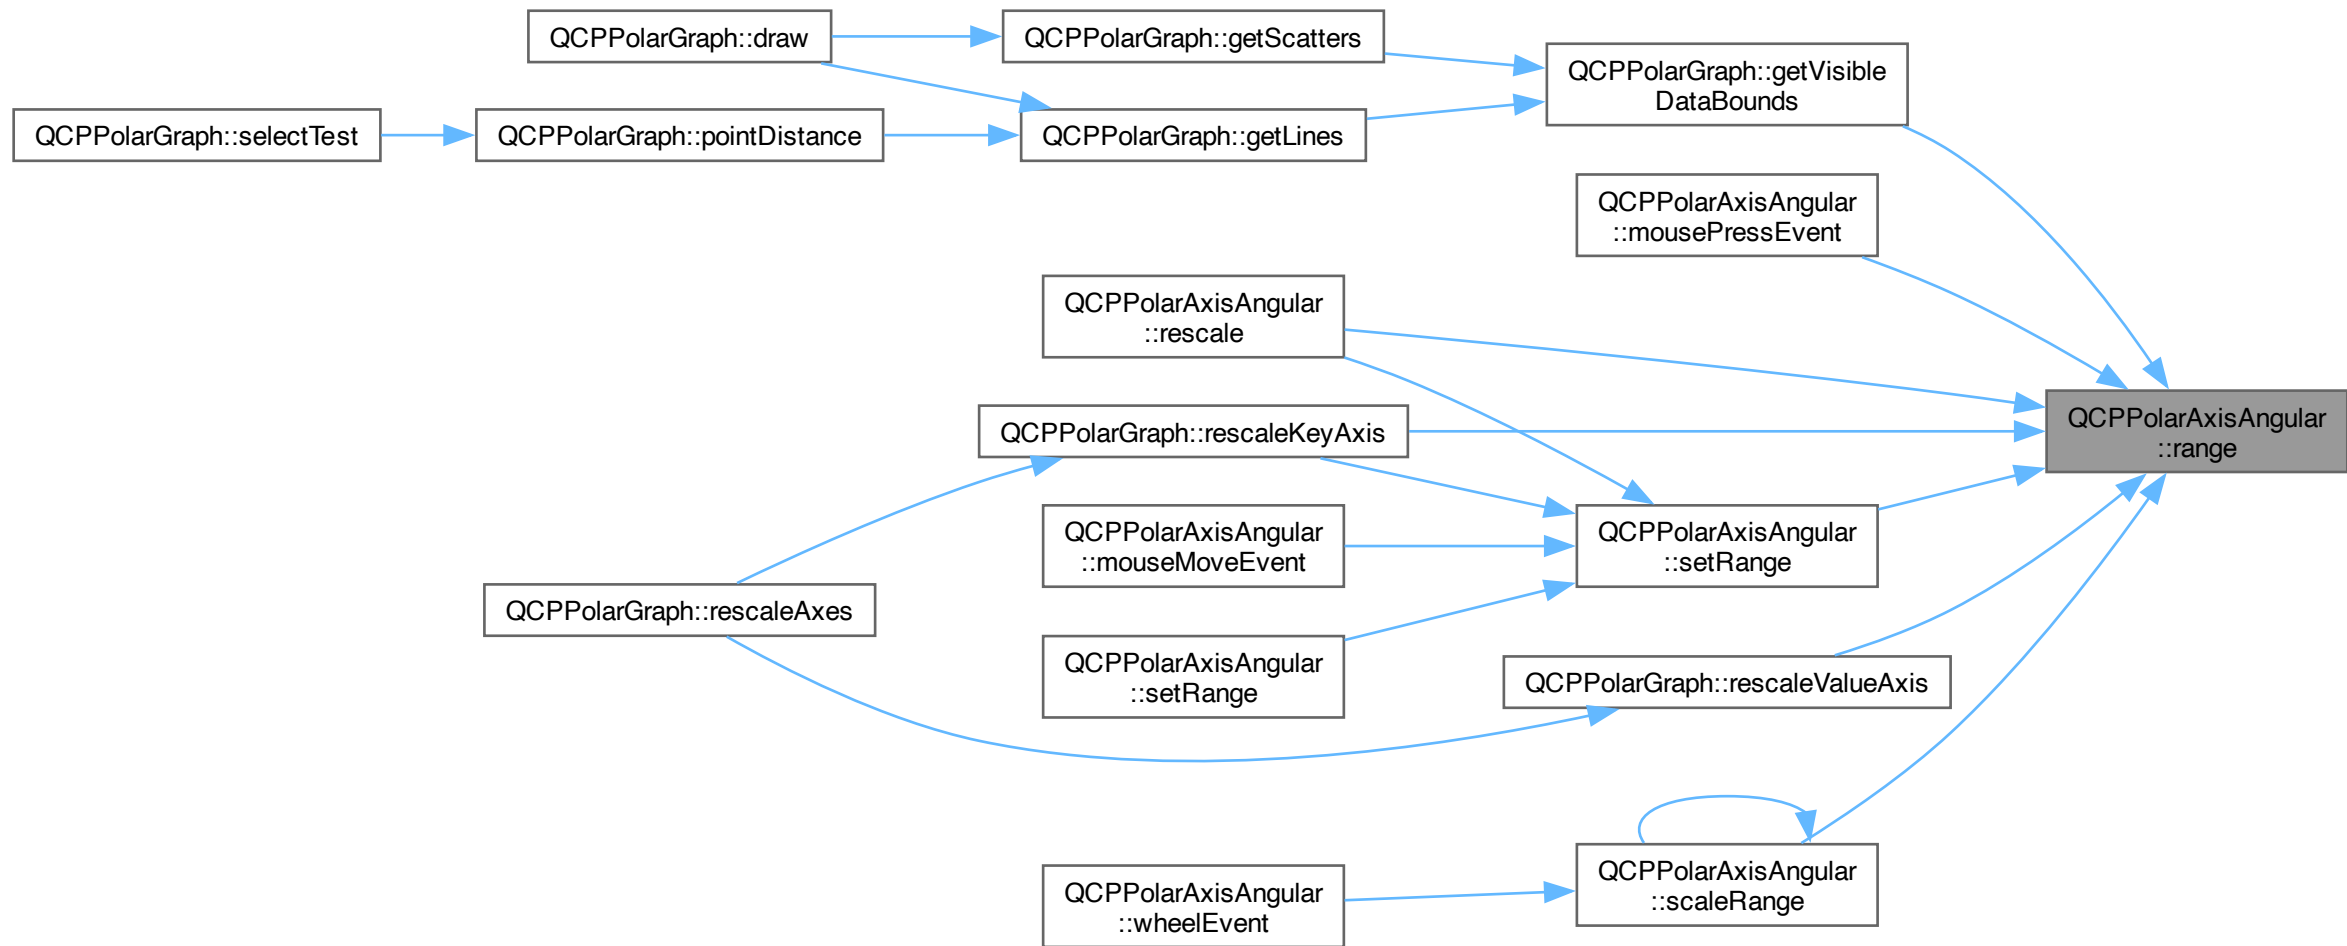 QCPPolarGraph::draw
QCPPolarGraph::getScatters
QCPPolarGraph::getVisible
DataBounds
QCPPolarGraph::selectTest
QCPPolarGraph::pointDistance
QCPPolarGraph::getLines
QCPPolarAxisAngular
::mousePressEvent
QCPPolarAxisAngular
::rescale
QCPPolarGraph::rescaleKeyAxis
QCPPolarAxisAngular
::range
QCPPolarAxisAngular
::mouseMoveEvent
QCPPolarAxisAngular
::setRange
QCPPolarGraph::rescaleAxes
QCPPolarAxisAngular
::setRange
QCPPolarGraph::rescaleValueAxis
QCPPolarAxisAngular
::scaleRange
QCPPolarAxisAngular
::wheelEvent